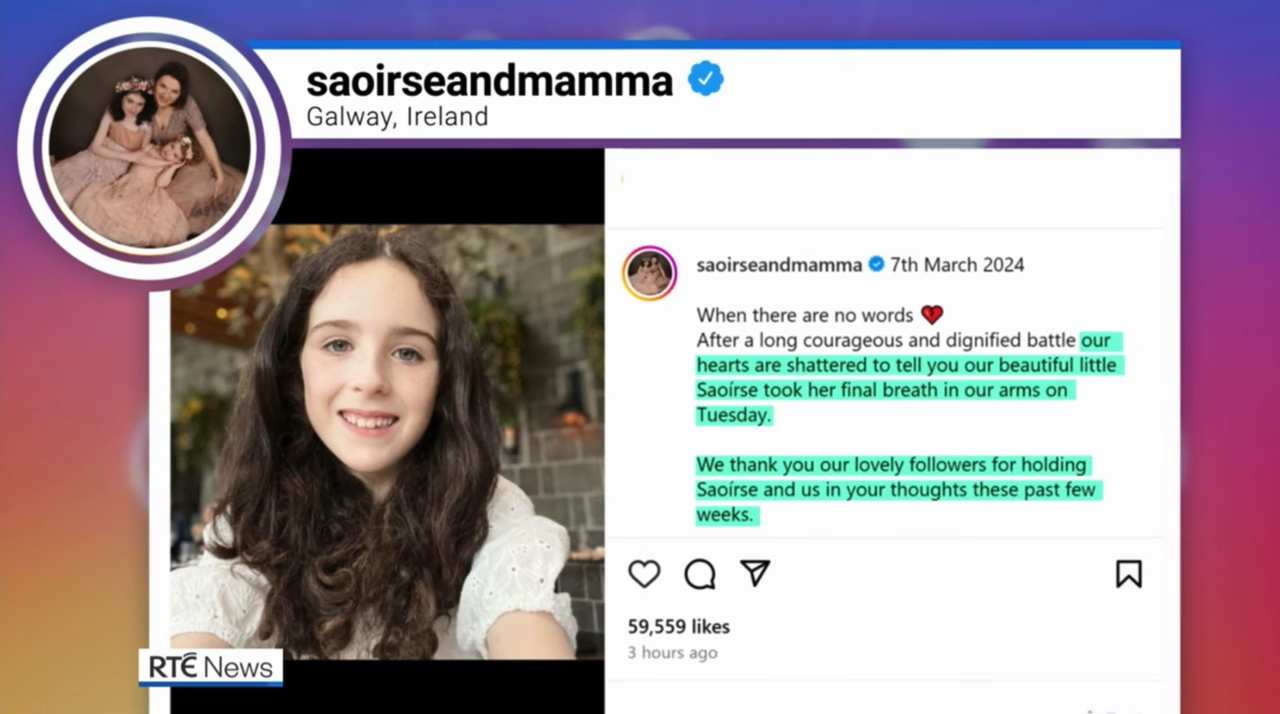 saoirseandmamma
Galway, Ireland
saoirseandmamma 7th March 2024
When there are no words
After a long courageous and dignified battle our
hearts are shattered to tell you our beautiful little
Saoírse took her final breath in our arms on
Tuesday.
We thank you our lovely followers for holding
Saoírse and us in your thoughts these past few
weeks.
59,559 likes
3 hours ago
RTÉ News